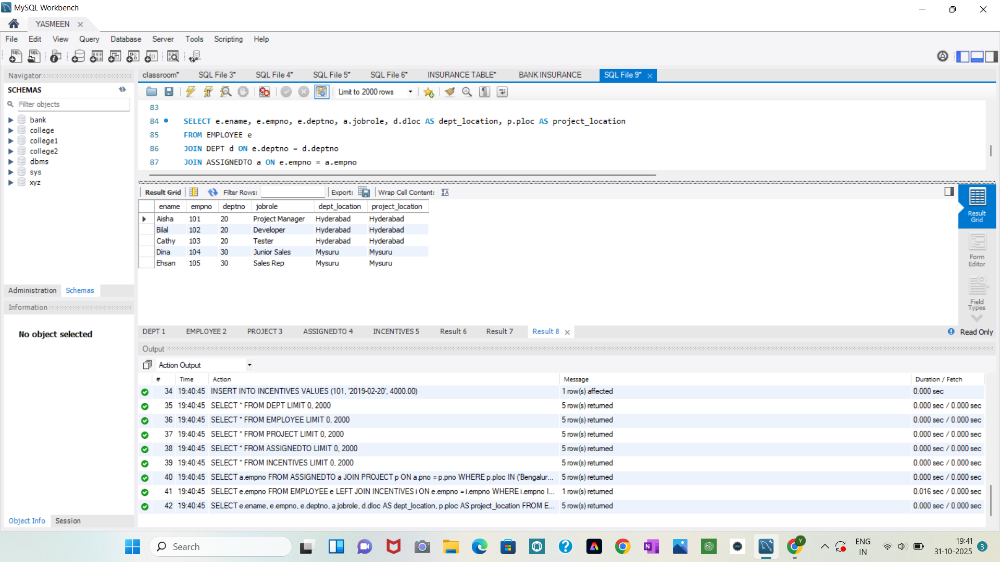 MySQL Workbench
YASMEEN
File Edit View Query Database Server Tools Scripting Help
Navigator
SCHEMAS
Filter objects
bank
college
college1
college2
dbms
sys
xyz
Administration Schemas
Information
No object selected
Object Info Session
classroom* SQL File 3* SQL File 4* SQL File 5* SQL File 6* INSURANCE TABLE* BANK INSURANCE SQL File 9*
Limit to 2000 rows
83
84 SELECT e.ename, e.empno, e.deptno, a.jobrole, d.dloc AS dept_location, p.ploc AS project_location
85 FROM EMPLOYEE e
86 JOIN DEPT d ON e.deptno = d.deptno
87 JOIN ASSIGNEDTO a ON e.empno = a.empno
Result Grid Filter Rows: Export: Wrap Cell Content:
ename empno deptno jobrole dept_location project_location
Aisha 101 20 Project Manager Hyderabad Hyderabad
Bilal 102 20 Developer Hyderabad Hyderabad
Cathy 103 20 Tester Hyderabad Hyderabad
Dina 104 30 Junior Sales Mysuru Mysuru
Ehsan 105 30 Sales Rep Mysuru Mysuru
Result
Grid
Form
Editor
Field
Types
DEPT 1 EMPLOYEE 2 PROJECT 3 ASSIGNEDTO 4 INCENTIVES 5 Result 6 Result 7 Result 8 Read Only
Output
Action Output
# Time Action Message Duration / Fetch
34 19:40:45 INSERT INTO INCENTIVES VALUES (101, '2019-02-20', 4000.00) 1 row(s) affected 0.000 sec
35 19:40:45 SELECT * FROM DEPT LIMIT 0, 2000 5 row(s) returned 0.000 sec / 0.000 sec
36 19:40:45 SELECT * FROM EMPLOYEE LIMIT 0, 2000 5 row(s) returned 0.000 sec / 0.000 sec
37 19:40:45 SELECT * FROM PROJECT LIMIT 0, 2000 5 row(s) returned 0.000 sec / 0.000 sec
38 19:40:45 SELECT * FROM ASSIGNEDTO LIMIT 0, 2000 5 row(s) returned 0.000 sec / 0.000 sec
39 19:40:45 SELECT * FROM INCENTIVES LIMIT 0, 2000 5 row(s) returned 0.000 sec / 0.000 sec
40 19:40:45 SELECT a.empno FROM ASSIGNEDTO a JOIN PROJECT p ON a.pno = p.pno WHERE p.ploc IN ('Bengalur... 5 row(s) returned 0.000 sec / 0.000 sec
41 19:40:45 SELECT e.empno FROM EMPLOYEE e LEFT JOIN INCENTIVES i ON e.empno = i.empno WHERE i.empno I... 1 row(s) returned 0.016 sec / 0.000 sec
42 19:40:45 SELECT e.ename, e.empno, e.deptno, a.jobrole, d.dloc AS dept_location, p.ploc AS project_location FROM E... 5 row(s) returned 0.000 sec / 0.000 sec
Search
ENG
IN
19:41
31-10-2025
3